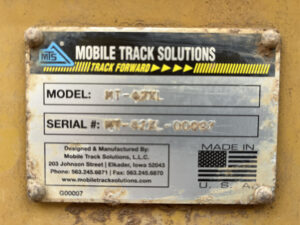 MTS
MOBILE TRACK SOLUTIONS
TRACK FORWARD
MODEL:
SERIAL #:
Designed & Manufactured By:
Mobile Track Solutions, L.L.C.
203 Johnson Street | Elkader, Iowa 52043
Phone: 563.245.6871 | Fax: 563.245.6870
www.mobiletracksolutions.com
G00007
MADE IN
U.S.A.